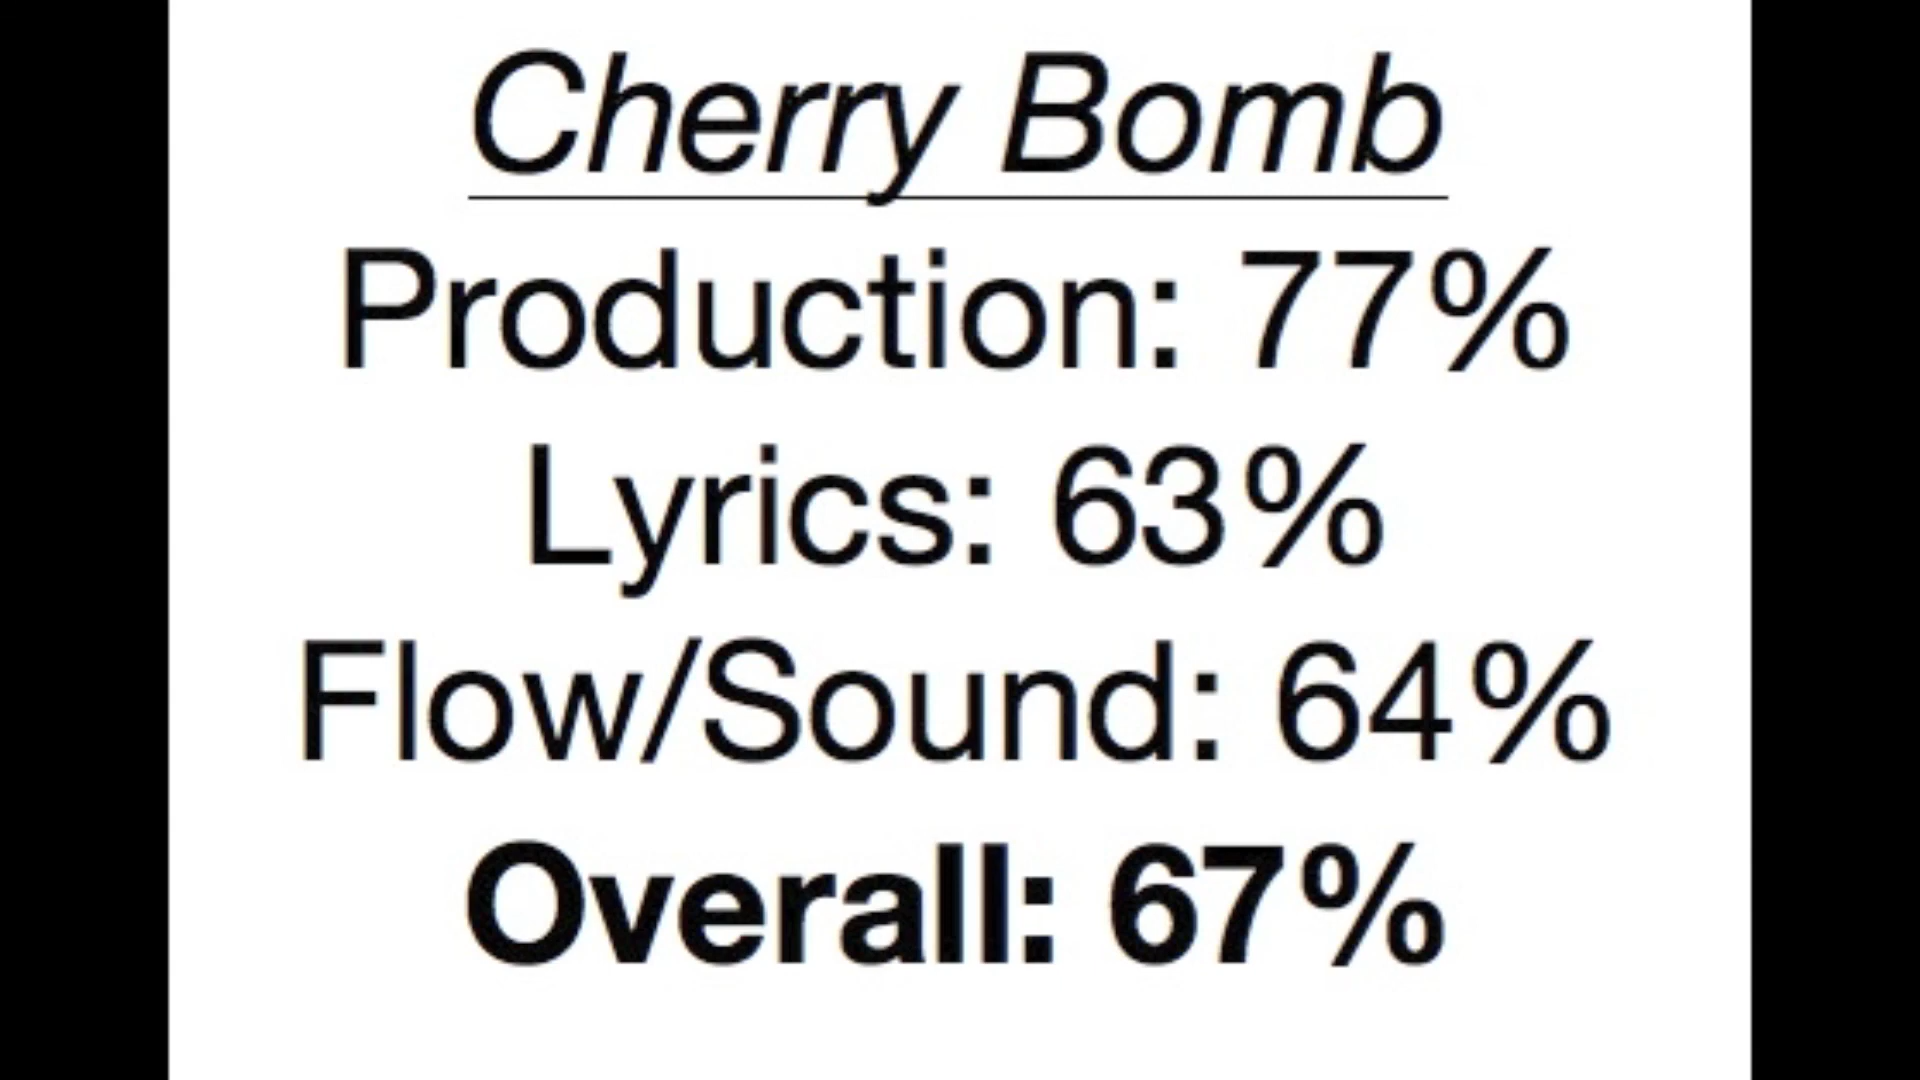 Cherry Bomb
Production: 77%
Lyrics: 63%
Flow/Sound: 64%
Overall: 67%